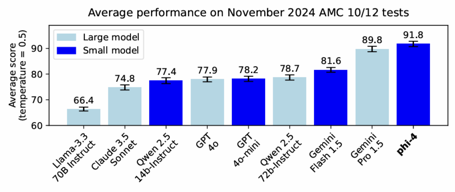 Average performance on November 2024 AMC 10/12 tests
Average score
(temperature = 0.5)
90
80
70
60
Large model
Small model
66.4
74.8
77.4
77.9
78.2
78.7
81.6
89.8
91.8
Llama-3.3
70B Instruct
Claude 3.5
Sonnet
Qwen 2.5
14b-Instruct
GPT
4o
GPT
4o-mini
Qwen 2.5
72b-Instruct
Gemini
Flash 1.5
Gemini
Pro 1.5
phi-4